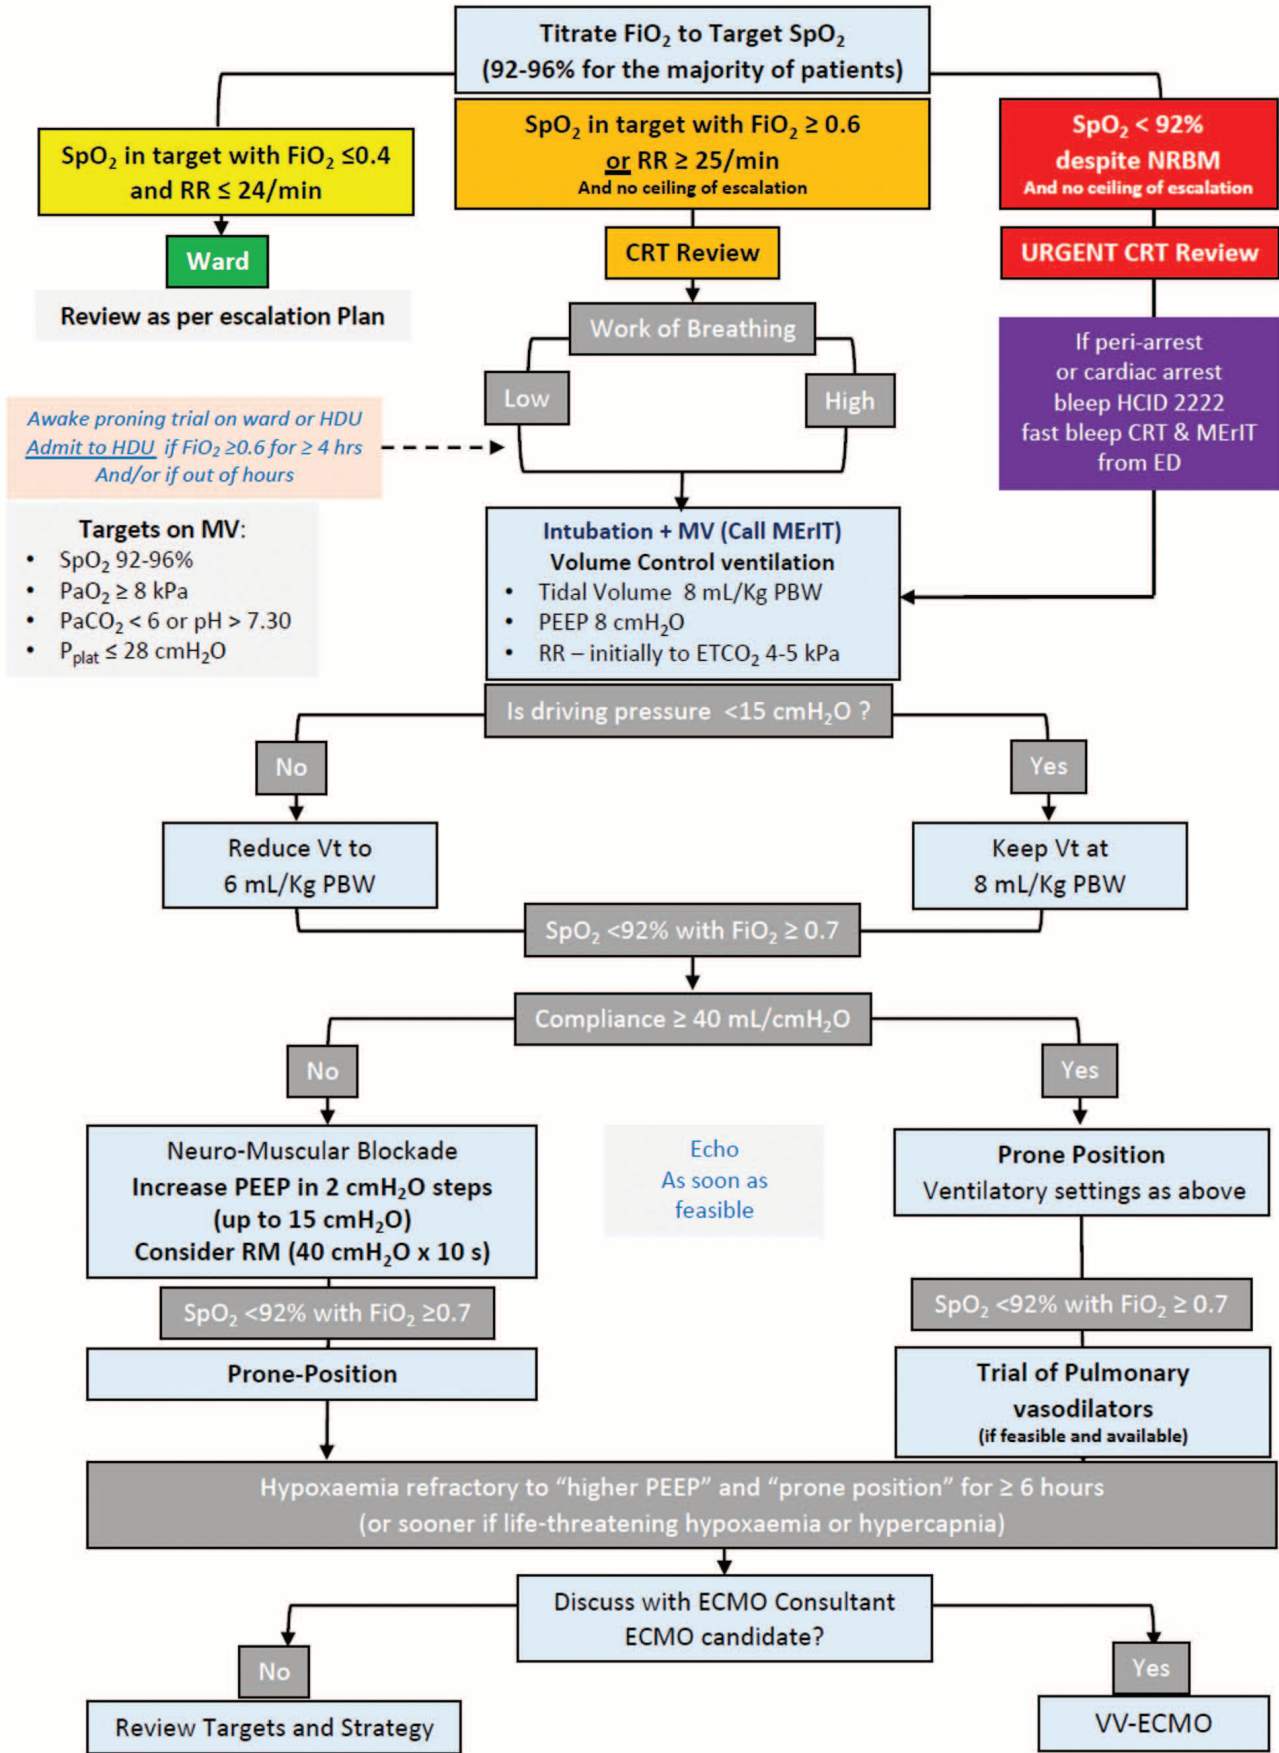 Titrate FiO₂ to Target SpO₂
(92-96% for the majority of patients)
SpO₂ in target with FiO₂ ≤0.4
and RR ≤ 24/min
Ward
Review as per escalation Plan
SpO₂ in target with FiO₂ ≥ 0.6
or RR ≥ 25/min
And no ceiling of escalation
CRT Review
SpO₂ < 92%
despite NRBM
And no ceiling of escalation
URGENT CRT Review
If peri-arrest
or cardiac arrest
bleep HCID 2222
fast bleep CRT & MErIT
from ED
Work of Breathing
Low
High
Awake proning trial on ward or HDU
Admit to HDU if FiO₂ ≥0.6 for ≥ 4 hrs
And/or if out of hours
Targets on MV:
• SpO₂ 92-96%
• PaO₂ ≥ 8 kPa
• PaCO₂ < 6 or pH > 7.30
• Pplat ≤ 28 cmH₂O
Intubation + MV (Call MErIT)
Volume Control ventilation
• Tidal Volume 8 mL/Kg PBW
• PEEP 8 cmH₂O
• RR – initially to ETCO₂ 4-5 kPa
Is driving pressure <15 cmH₂O ?
No
Yes
Reduce Vt to
6 mL/Kg PBW
Keep Vt at
8 mL/Kg PBW
SpO₂ <92% with FiO₂ ≥ 0.7
Compliance ≥ 40 mL/cmH₂O
No
Yes
Neuro-Muscular Blockade
Increase PEEP in 2 cmH₂O steps
(up to 15 cmH₂O)
Consider RM (40 cmH₂O x 10 s)
Echo
As soon as
feasible
Prone Position
Ventilatory settings as above
SpO₂ <92% with FiO₂ ≥0.7
SpO₂ <92% with FiO₂ ≥ 0.7
Prone-Position
Trial of Pulmonary
vasodilators
(if feasible and available)
Hypoxaemia refractory to “higher PEEP” and “prone position” for ≥ 6 hours
(or sooner if life-threatening hypoxaemia or hypercapnia)
Discuss with ECMO Consultant
ECMO candidate?
No
Yes
Review Targets and Strategy
VV-ECMO